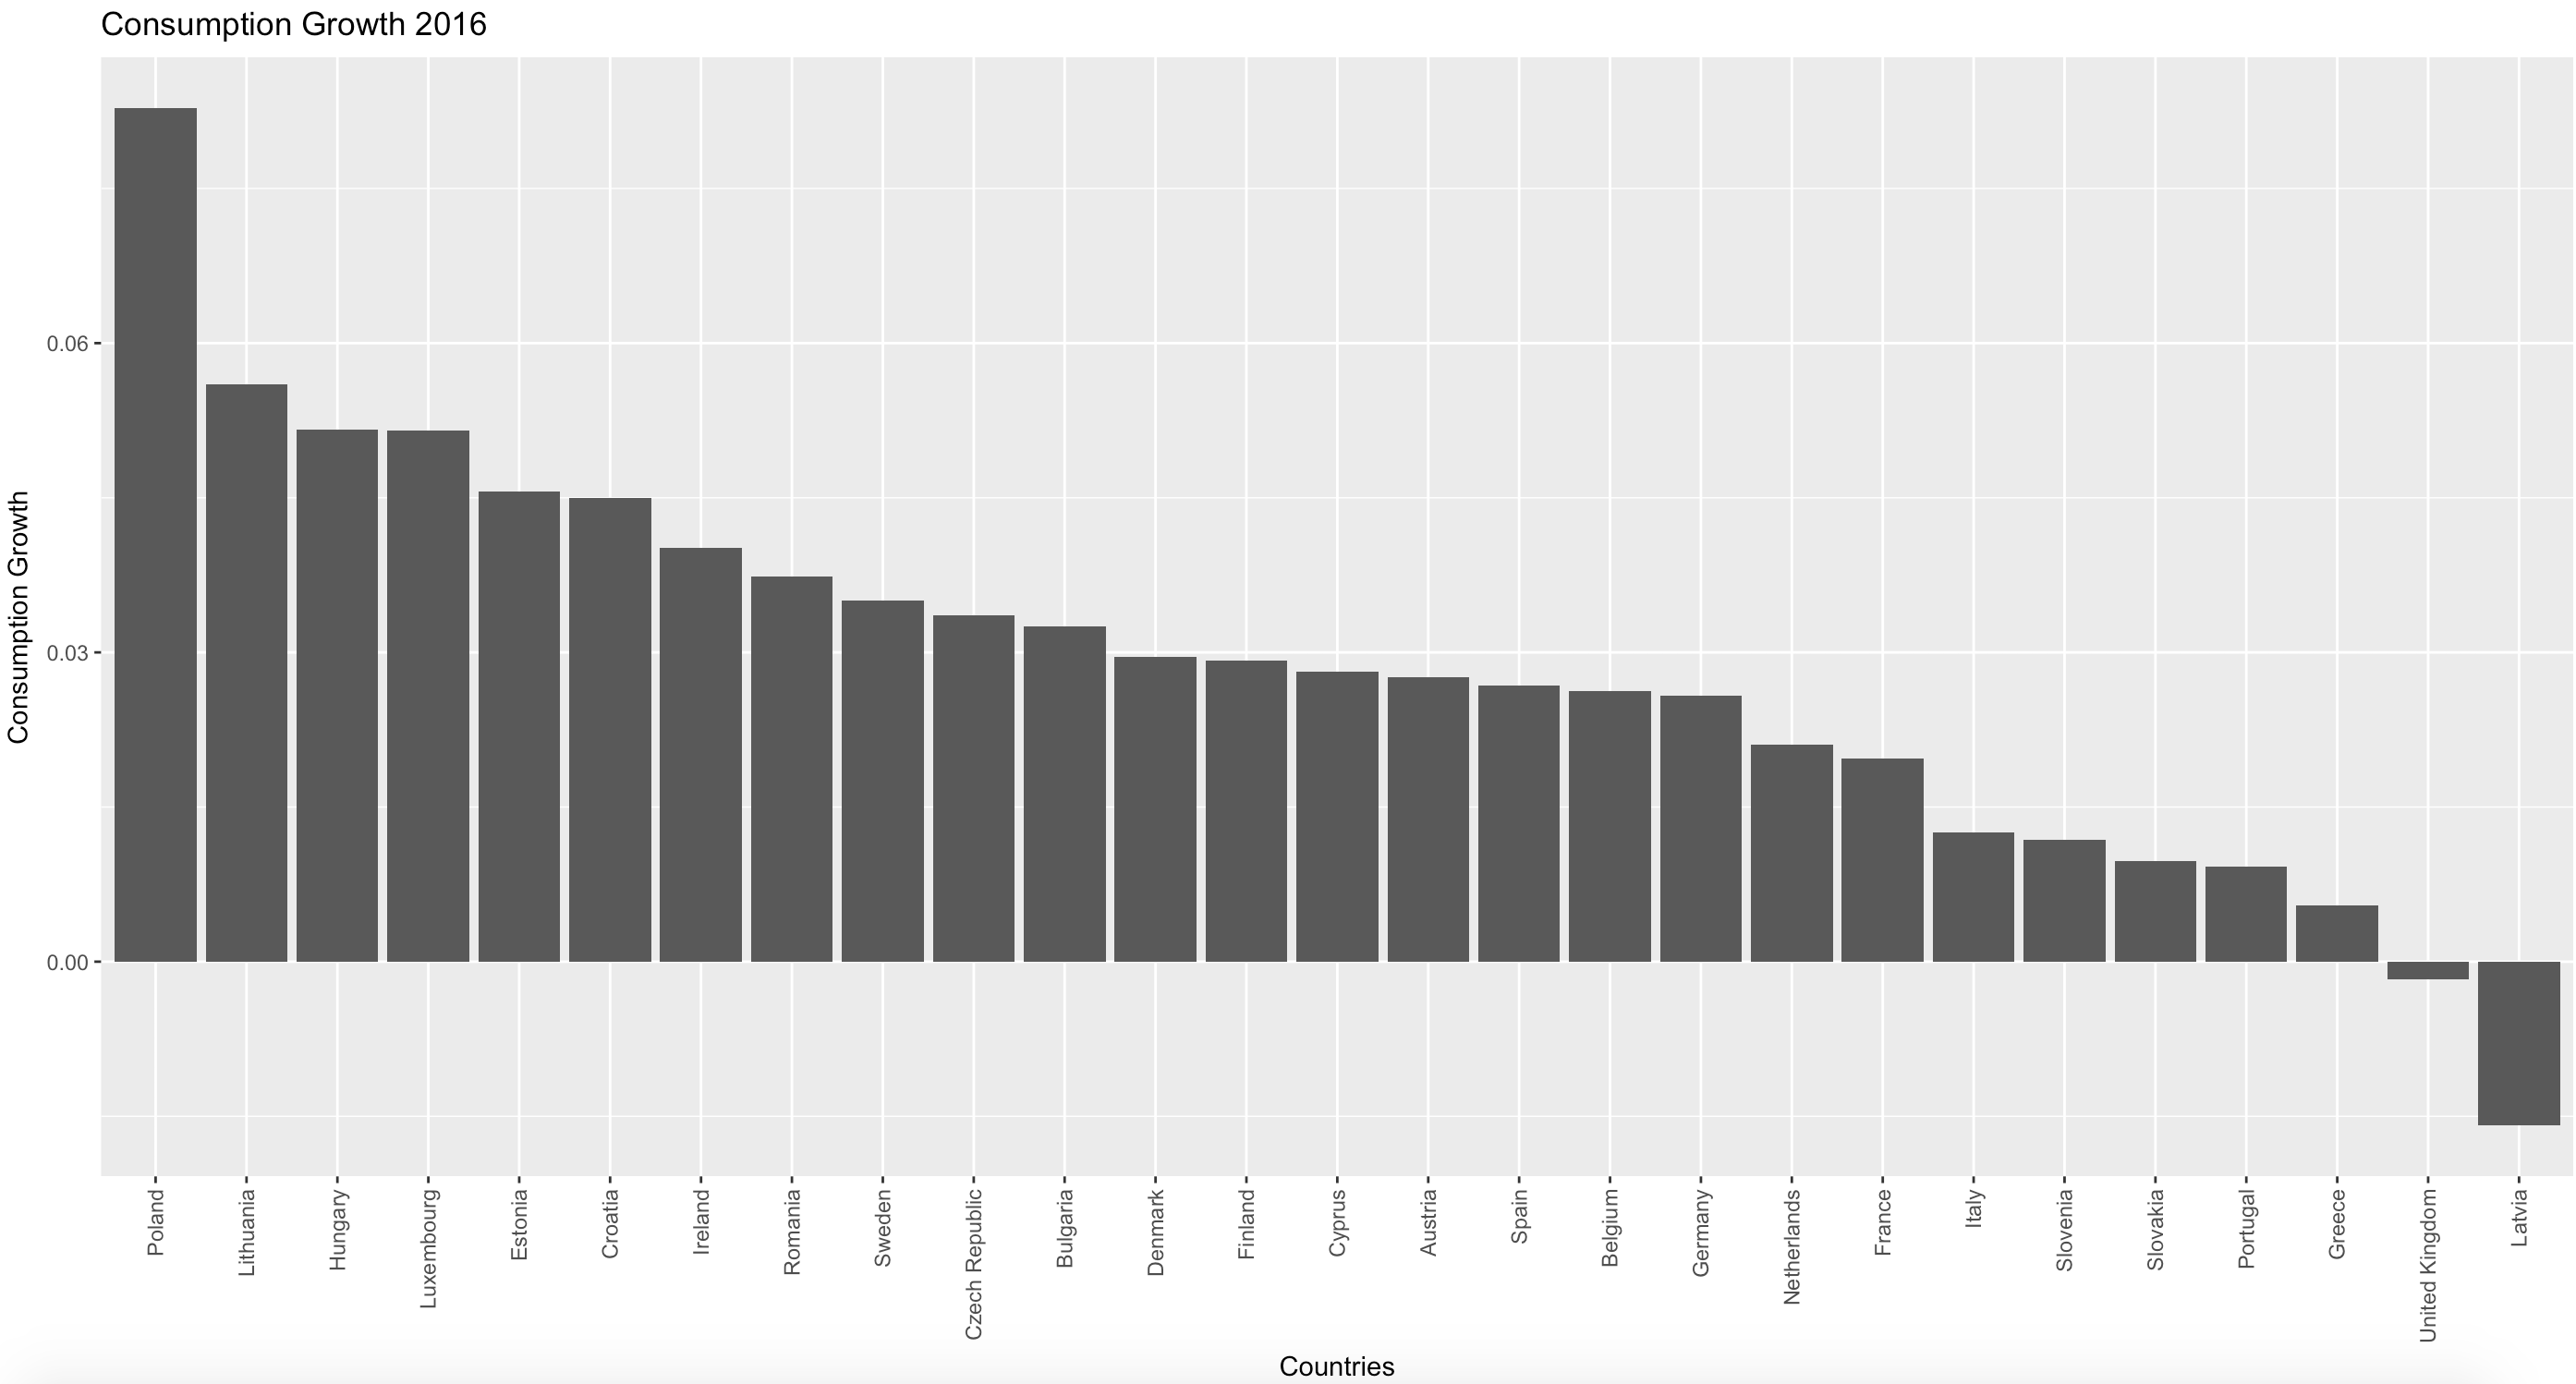 Consumption Growth 2016
Consumption Growth
0.06
0.03
0.00
Poland
Lithuania
Hungary
Luxembourg
Estonia
Croatia
Ireland
Romania
Sweden
Czech Republic
Bulgaria
Denmark
Finland
Cyprus
Austria
Spain
Belgium
Germany
Netherlands
France
Italy
Slovenia
Slovakia
Portugal
Greece
United Kingdom
Latvia
Countries